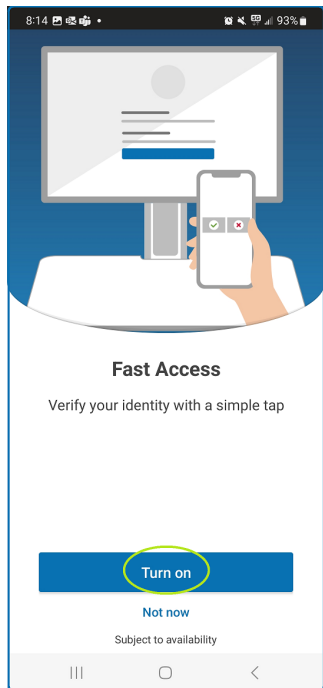 8:14
93%
Fast Access
Verify your identity with a simple tap
Turn on
Not now
Subject to availability